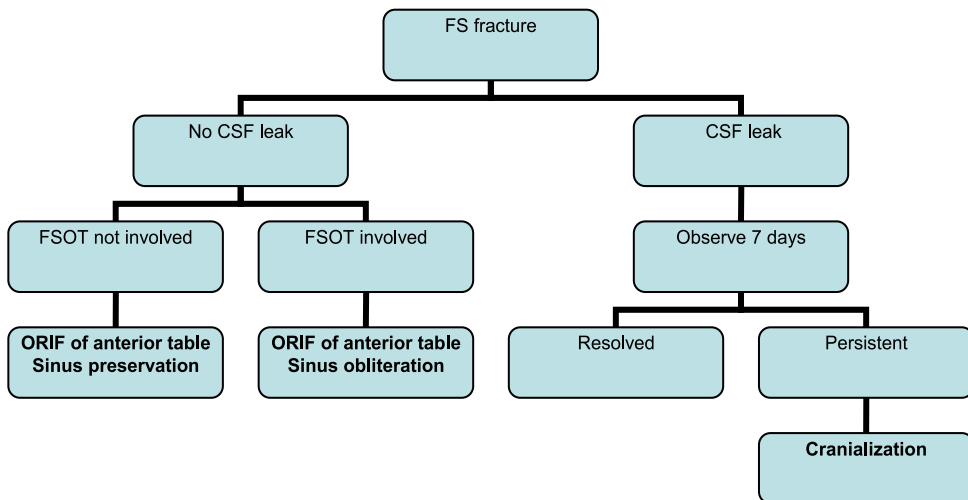 FS fracture
No CSF leak
CSF leak
FSOT not involved
FSOT involved
Observe 7 days
ORIF of anterior table
Sinus preservation
ORIF of anterior table
Sinus obliteration
Resolved
Persistent
Cranialization